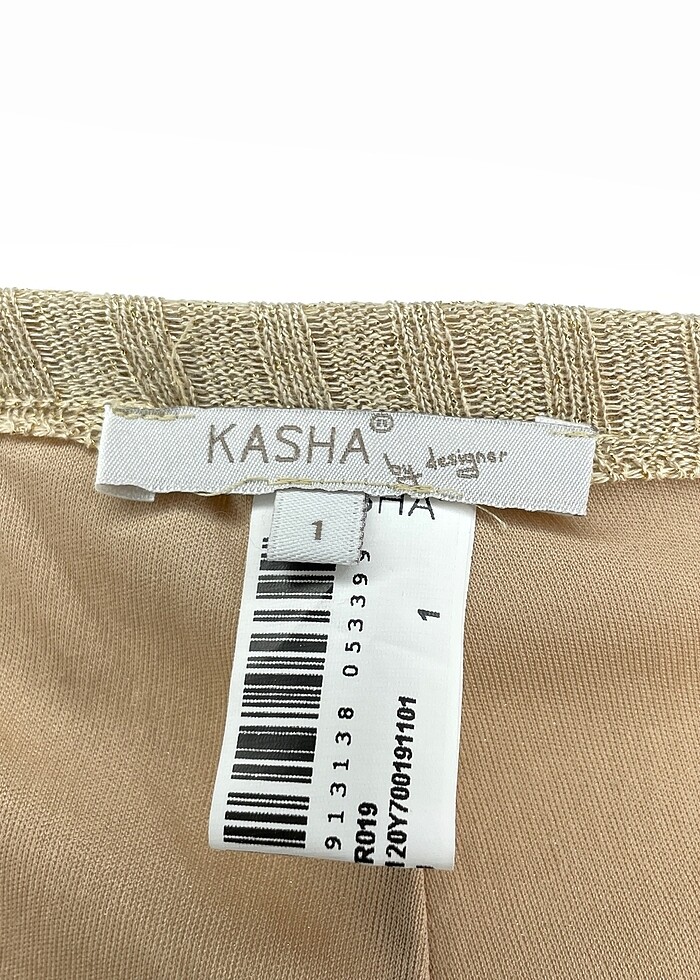 KASHA®
by designer
1
SHA
1
913138 053399
R019
120Y700191101